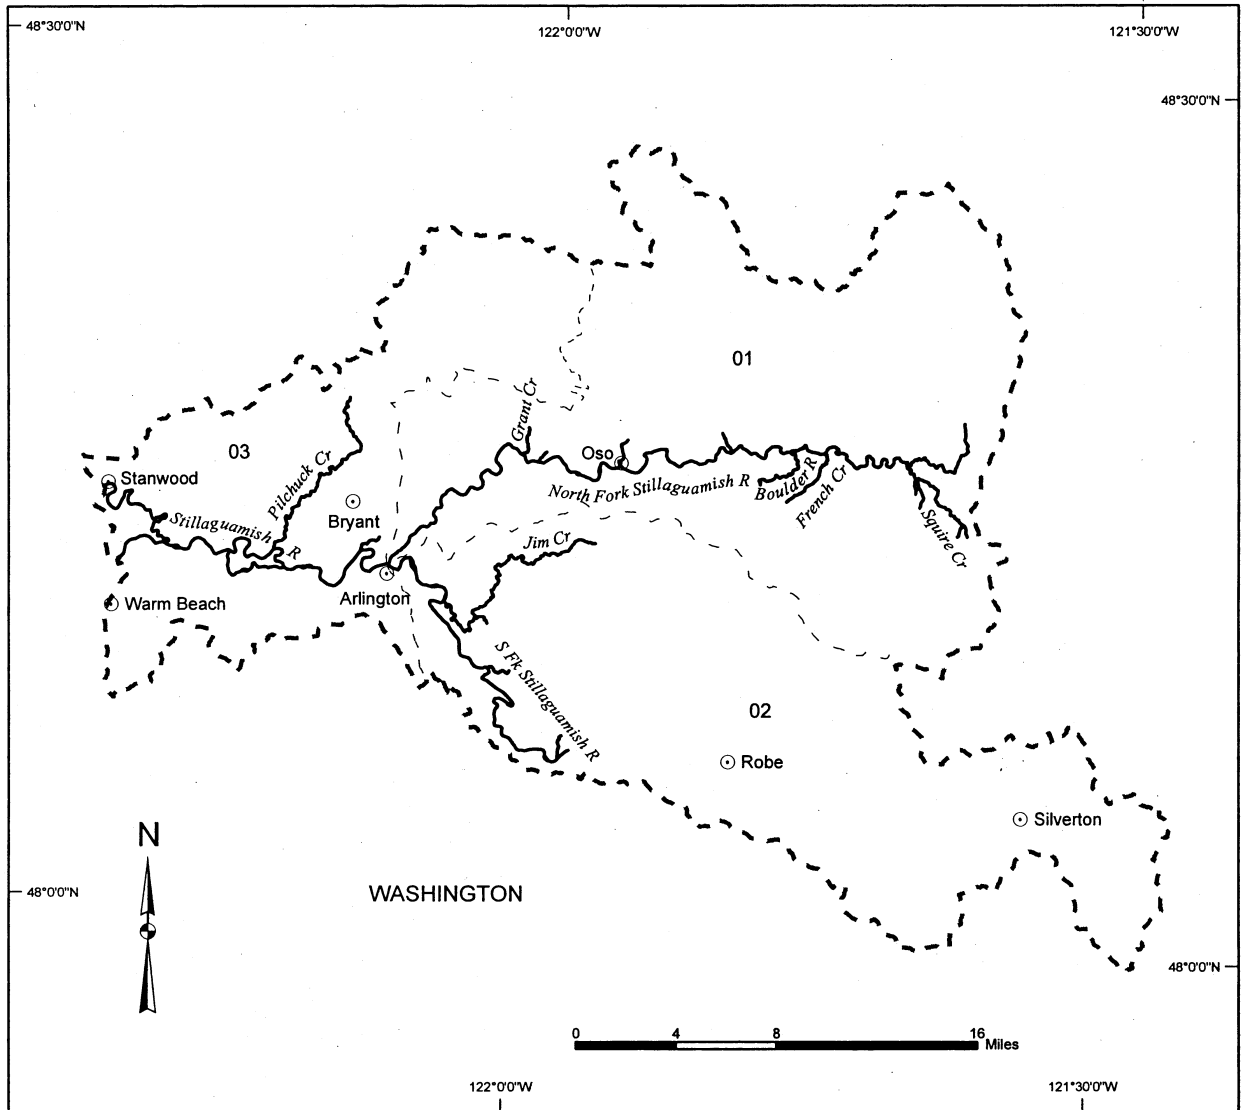 48°30'0"N
122°0'0"W
121°30'0"W
48°30'0"N
01
Grant Cr
03
Oso
Pilchuck Cr
Stanwood
North Fork Stillaguamish R
Boulder R
French Cr
Bryant
Stillaguamish R
Jim Cr
Squire Cr
Arlington
Warm Beach
S Fk Stillaguamish R
02
Robe
Silverton
N
48°0'0"N
WASHINGTON
48°0'0"N
0 4 8 16
Miles
122°0'0"W
121°30'0"W